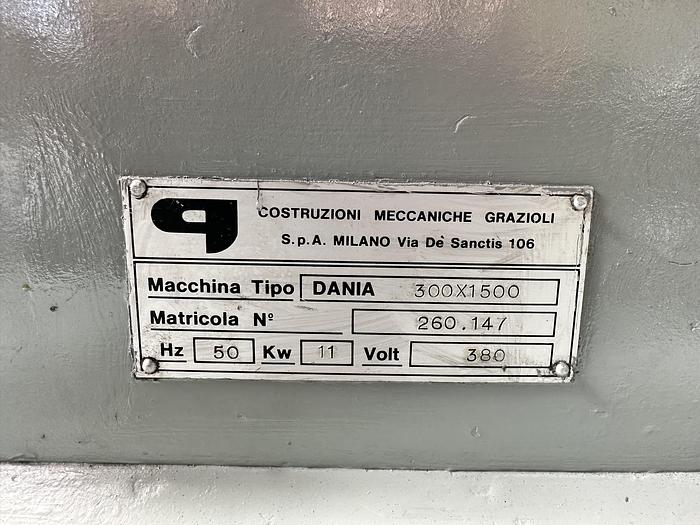 COSTRUZIONI MECCANICHE GRAZIOLI
S.p.A. MILANO Via De Sanctis 106
Macchina Tipo DANIA 300X1500
Matricola Nº 260.147
Hz 50 Kw 11 Volt 380